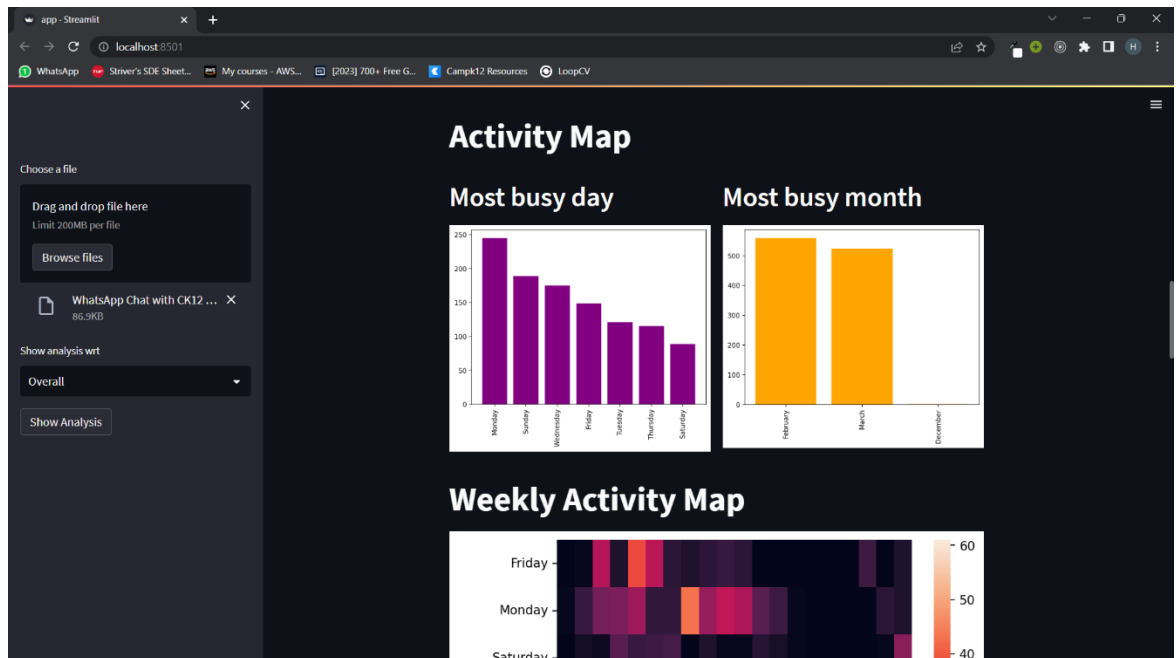 app - Streamlit
localhost:8501
WhatsApp
Striver's SDE Sheet...
My courses - AWS...
[2023] 700+ Free G...
Campk12 Resources
LoopCV
H
Choose a file
Drag and drop file here
Limit 200MB per file
Browse files
WhatsApp Chat with CK12 ...
86.9KB
Show analysis wrt
Overall
Show Analysis
Activity Map
Most busy day
250
200
150
100
50
0
Monday
Sunday
Wednesday
Friday
Tuesday
Thursday
Saturday
Most busy month
500
400
300
200
100
0
February
March
December
Weekly Activity Map
Friday
Monday
Saturday
60
50
40